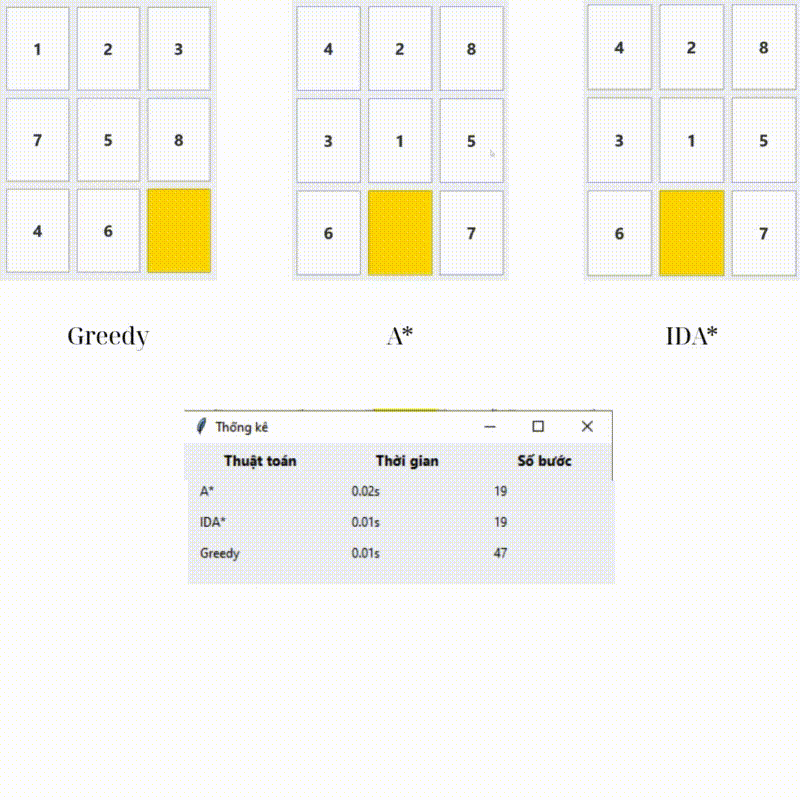 1 2 3
7 5 8
4 6
4 2 8
3 1 5
6 7
4 2 8
3 1 5
6 7
Greedy
A*
IDA*
Thống kê
Thuật toán Thời gian Số bước
A* 0.02s 19
IDA* 0.01s 19
Greedy 0.01s 47